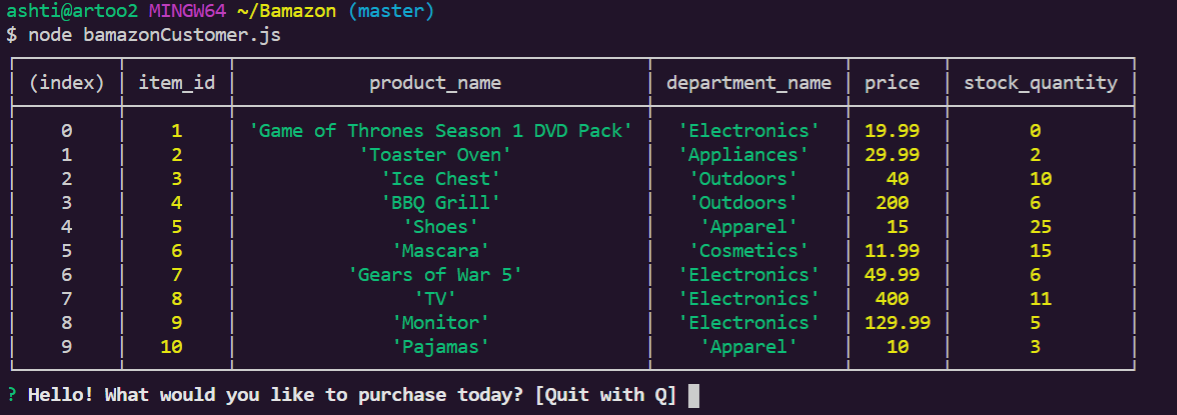 ashti@artoo2 MINGW64 ~/Bamazon (master)
$ node bamazonCustomer.js
(index) item_id product_name department_name price stock_quantity
0 1 'Game of Thrones Season 1 DVD Pack' 'Electronics' 19.99 0
1 2 'Toaster Oven' 'Appliances' 29.99 2
2 3 'Ice Chest' 'Outdoors' 40 10
3 4 'BBQ Grill' 'Outdoors' 200 6
4 5 'Shoes' 'Apparel' 15 25
5 6 'Mascara' 'Cosmetics' 11.99 15
6 7 'Gears of War 5' 'Electronics' 49.99 6
7 8 'TV' 'Electronics' 400 11
8 9 'Monitor' 'Electronics' 129.99 5
9 10 'Pajamas' 'Apparel' 10 3
? Hello! What would you like to purchase today? [Quit with Q]